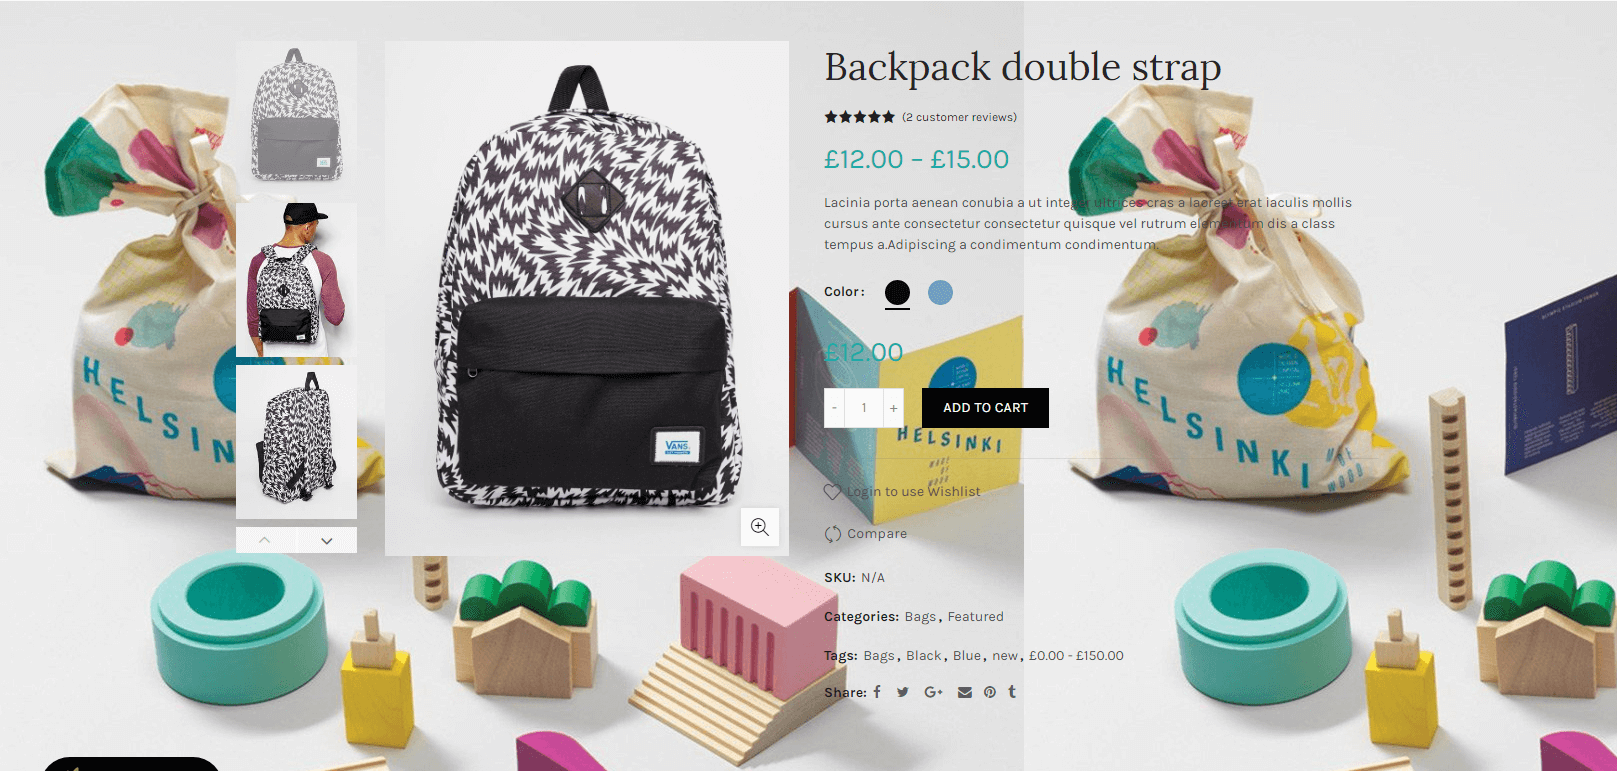 Backpack double strap
(2 customer reviews)
£12.00 – £15.00
Lacinia porta aenean conubia a ut integer ultrices cras a laoreet erat iaculis mollis
cursus ante consectetur consectetur quisque vel rutrum elementum dis a class
tempus a.Adipiscing a condimentum condimentum.
Color:
£12.00
- 1 +
ADD TO CART
Login to use Wishlist
Compare
SKU: N/A
Categories: Bags, Featured
Tags: Bags, Black, Blue, new, £0.00 - £150.00
Share:
VANS
HELSIN
HELSINKI
HELSINKI